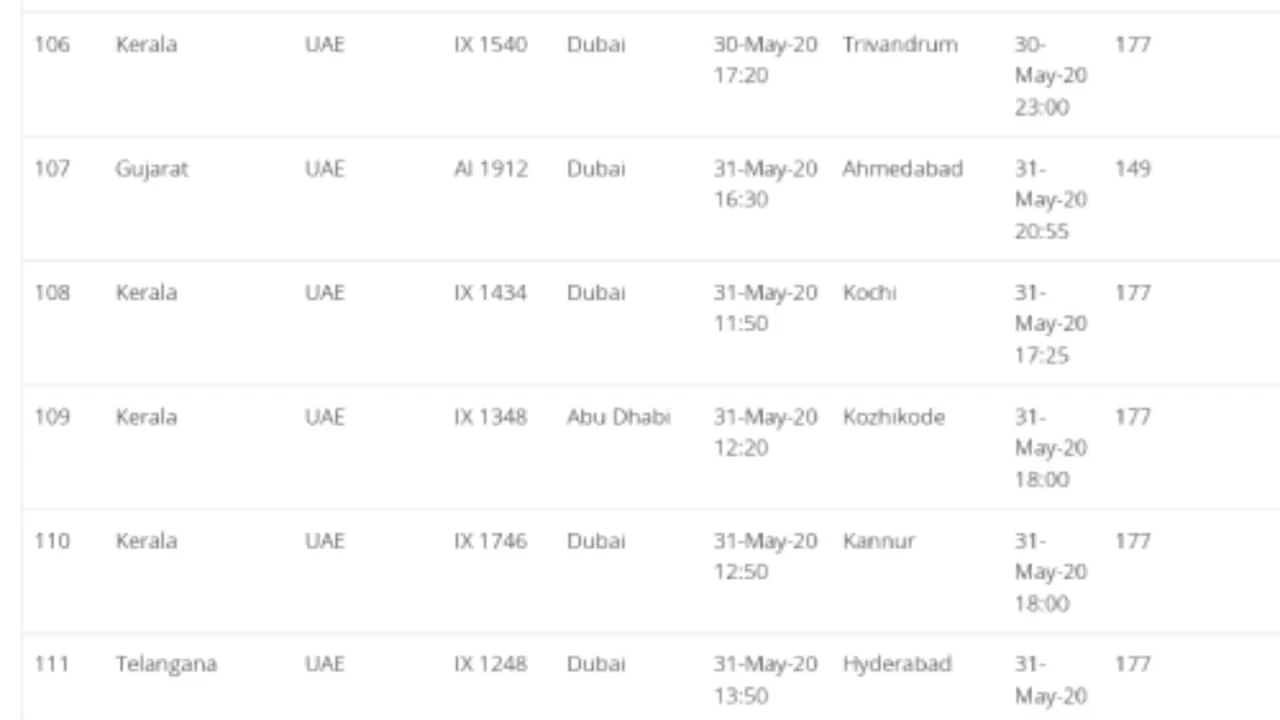 106 Kerala UAE IX 1540 Dubai 30-May-20 Trivandrum 30- 177
17:20 May-20
23:00
107 Gujarat UAE AI 1912 Dubai 31-May-20 Ahmedabad 31- 149
16:30 May-20
20:55
108 Kerala UAE IX 1434 Dubai 31-May-20 Kochi 31- 177
11:50 May-20
17:25
109 Kerala UAE IX 1348 Abu Dhabi 31-May-20 Kozhikode 31- 177
12:20 May-20
18:00
110 Kerala UAE IX 1746 Dubai 31-May-20 Kannur 31- 177
12:50 May-20
18:00
111 Telangana UAE IX 1248 Dubai 31-May-20 Hyderabad 31- 177
13:50 May-20